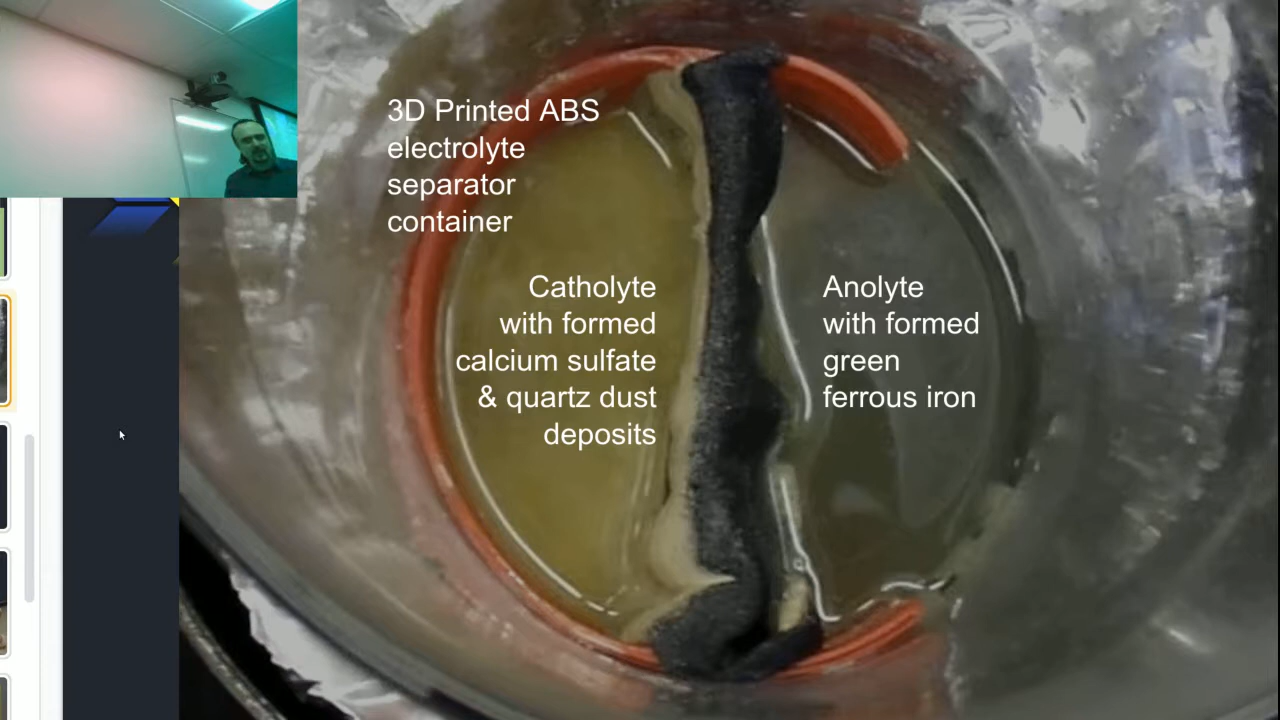 3D Printed ABS
electrolyte
separator
container
Catholyte
with formed
calcium sulfate
& quartz dust
deposits
Anolyte
with formed
green
ferrous iron